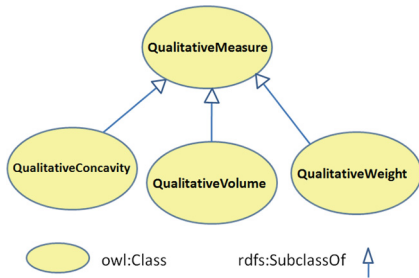 QualitativeMeasure
QualitativeConcavity
QualitativeVolume
QualitativeWeight
owl:Class
rdfs:SubclassOf